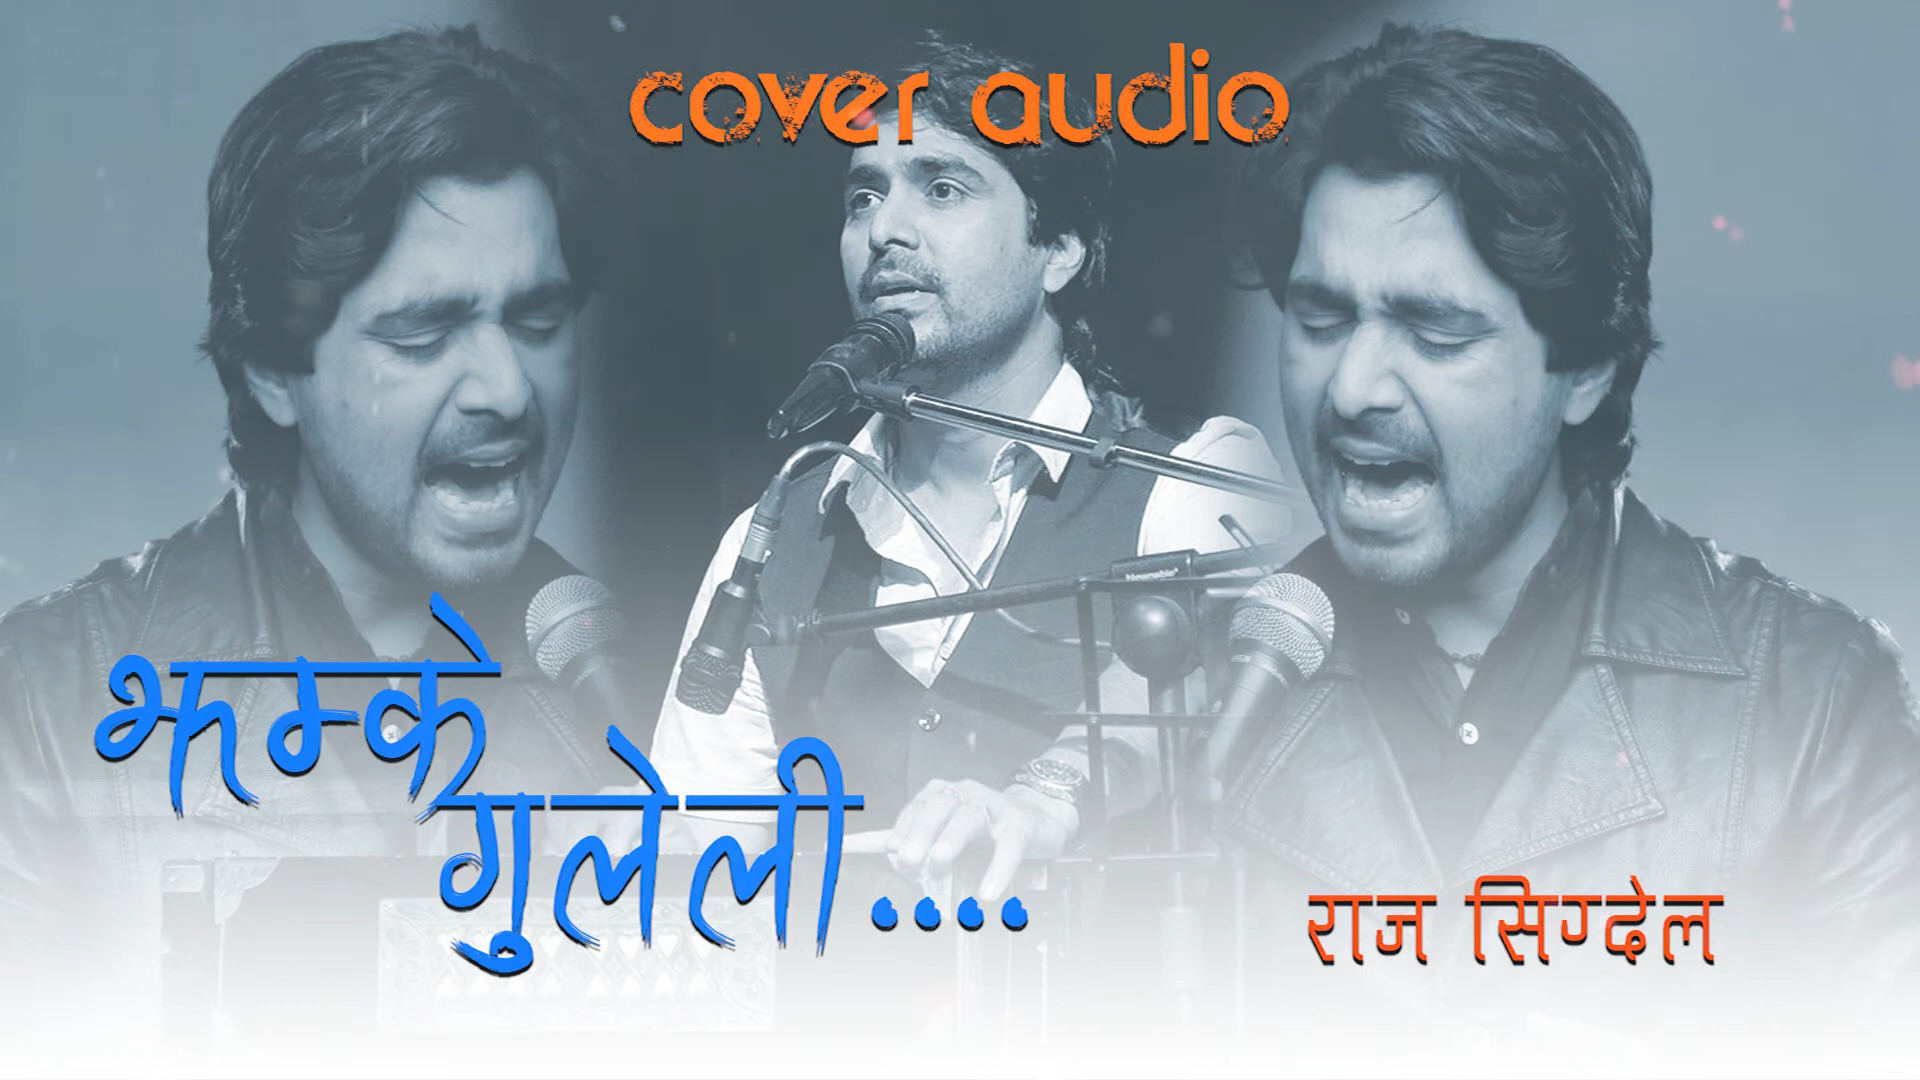 cover audio
झम्के
गुलेली....
राज सिग्देल